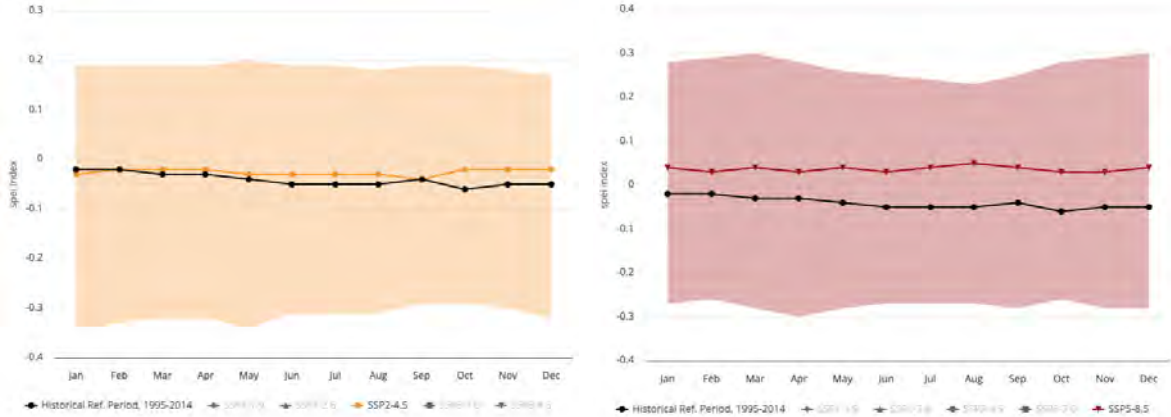 0.3
0.2
0.1
0
-0.1
-0.2
-0.3
-0.4
spei index
Jan Feb Mar Apr May Jun Jul Aug Sep Oct Nov Dec
Historical Ref. Period, 1995-2014 SSP2-4.5
0.4
0.3
0.2
0.1
0
-0.1
-0.2
-0.3
-0.4
spei index
Jan Feb Mar Apr May Jun Jul Aug Sep Oct Nov Dec
Historical Ref. Period, 1995-2014 SSP5-8.5